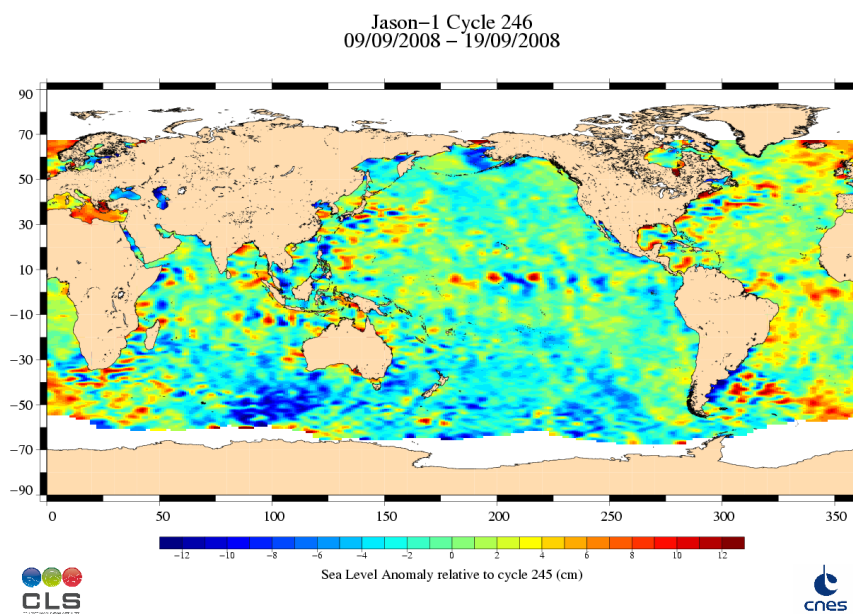 Jason−1 Cycle 246
09/09/2008 − 19/09/2008
90
70
50
30
10
−10
−30
−50
−70
−90
0 50 100 150 200 250 300 350
−12 −10 −8 −6 −4 −2 0 2 4 6 8 10 12
Sea Level Anomaly relative to cycle 245 (cm)
CLS
cnes